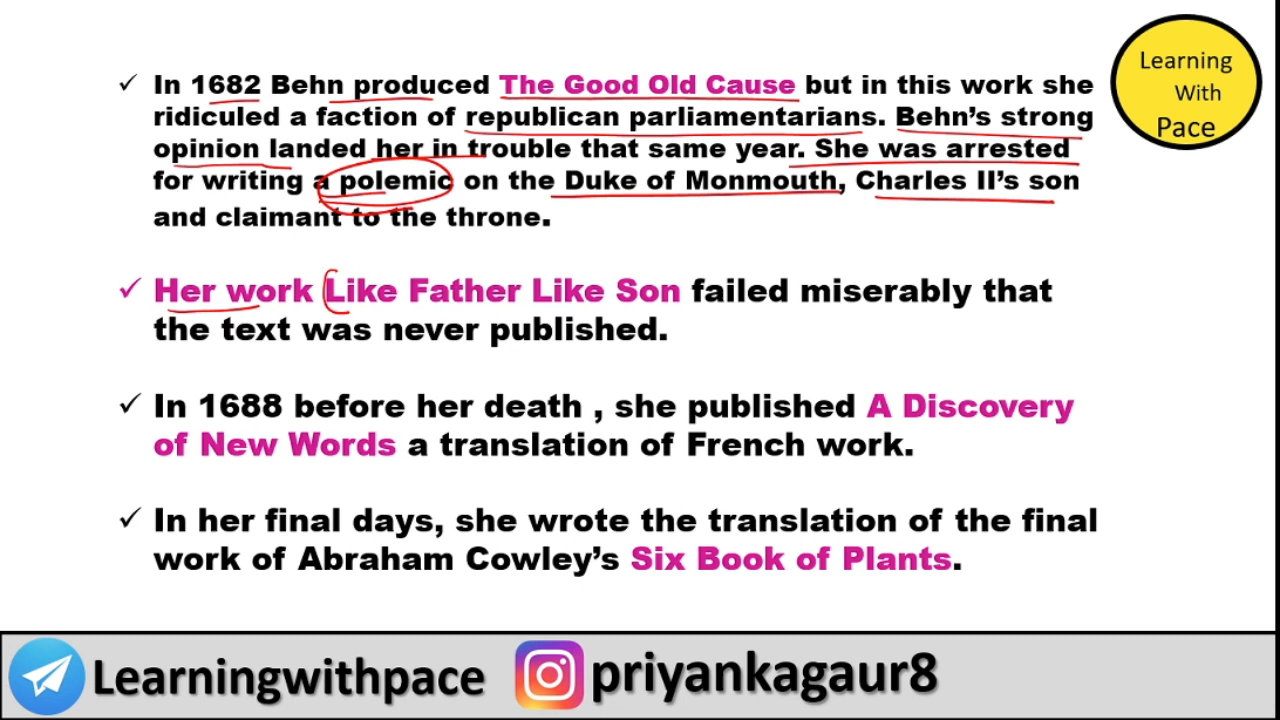 Learning
With
Pace
✓ In 1682 Behn produced The Good Old Cause but in this work she
ridiculed a faction of republican parliamentarians. Behn’s strong
opinion landed her in trouble that same year. She was arrested
for writing a polemic on the Duke of Monmouth, Charles II’s son
and claimant to the throne.
✓ Her work Like Father Like Son failed miserably that
the text was never published.
✓ In 1688 before her death , she published A Discovery
of New Words a translation of French work.
✓ In her final days, she wrote the translation of the final
work of Abraham Cowley’s Six Book of Plants.
Learningwithpace priyankagaur8